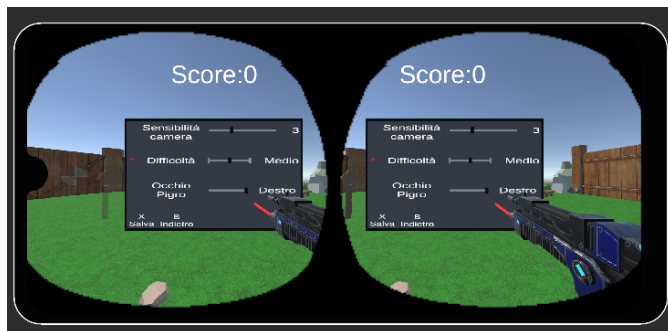 Score:0
Sensibilità
camera
3
Difficoltà
Medio
Occhio
Pigro
Destro
X
Salva
B
Indietro
Score:0
Sensibilità
camera
3
Difficoltà
Medio
Occhio
Pigro
Destro
X
Salva
B
Indietro